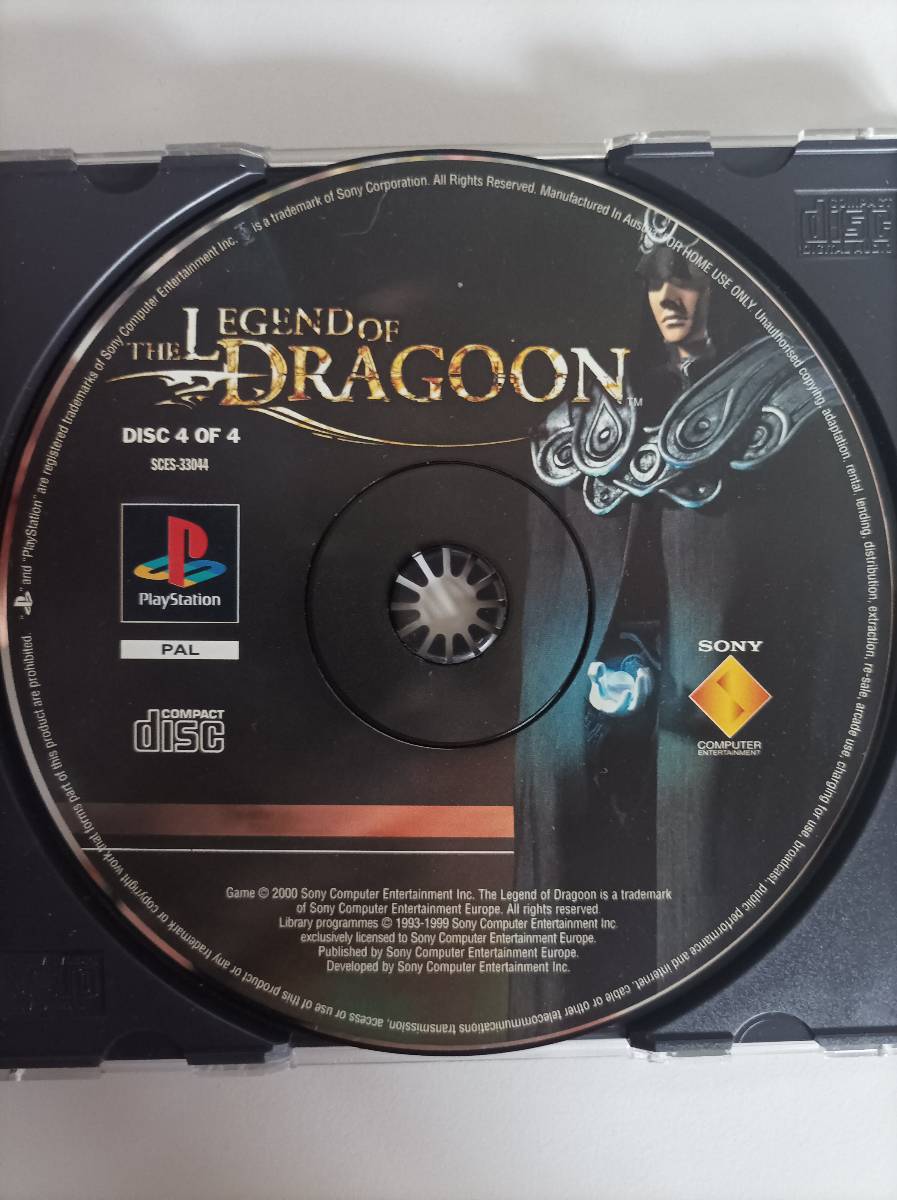 "PS" and "PlayStation" are registered trademarks of Sony Computer Entertainment Inc. is a trademark of Sony Corporation. All Rights Reserved. Manufactured In Austria. FOR HOME USE ONLY. Unauthorised copying, adaptation, rental, lending, distribution, extraction, re-sale, arcade use, charging for use, broadcast, public performance and internet, cable or other telecommunications transmission, access or use of this product or any trademark or copyright work that forms part of this product are prohibited.
COMPACT
disc
DIGITAL AUDIO
THE LEGEND OF
DRAGOON™
DISC 4 OF 4
SCES-33044
PlayStation
PAL
SONY
COMPUTER
ENTERTAINMENT
COMPACT
disc
Game © 2000 Sony Computer Entertainment Inc. The Legend of Dragoon is a trademark
of Sony Computer Entertainment Europe. All rights reserved.
Library programmes © 1993-1999 Sony Computer Entertainment Inc.
exclusively licensed to Sony Computer Entertainment Europe.
Published by Sony Computer Entertainment Europe.
Developed by Sony Computer Entertainment Inc.